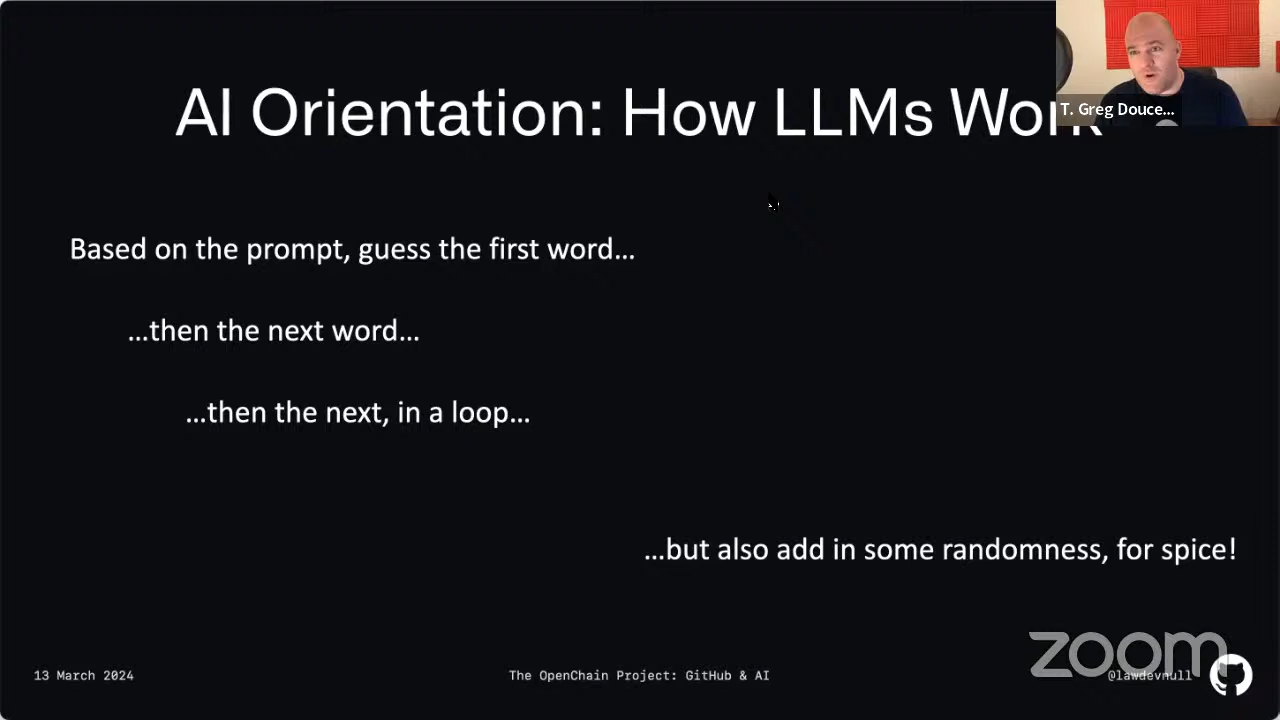 AI Orientation: How LLMs Work
T. Greg Douce...
Based on the prompt, guess the first word...
...then the next word...
...then the next, in a loop...
...but also add in some randomness, for spice!
zoom
13 March 2024
The OpenChain Project: GitHub & AI
@lawdevnull